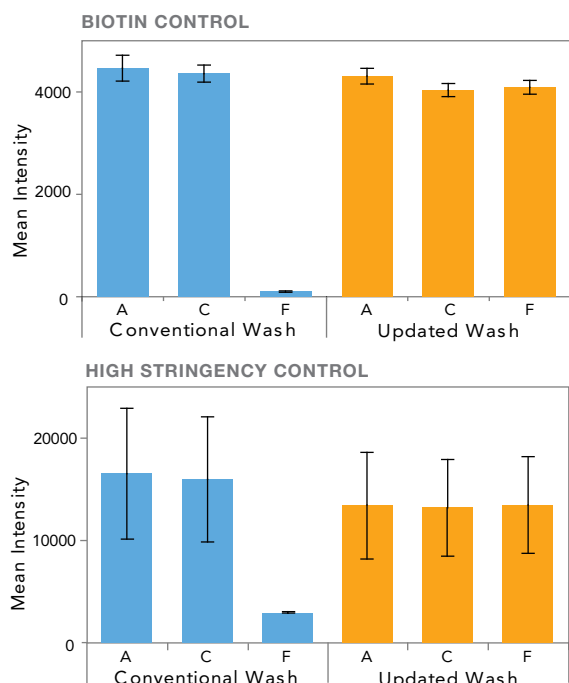 BIOTIN CONTROL
Mean Intensity
4000
2000
0
A C F A C F
Conventional Wash Updated Wash
HIGH STRINGENCY CONTROL
Mean Intensity
20000
10000
0
A C F A C F
Conventional Wash Updated Wash